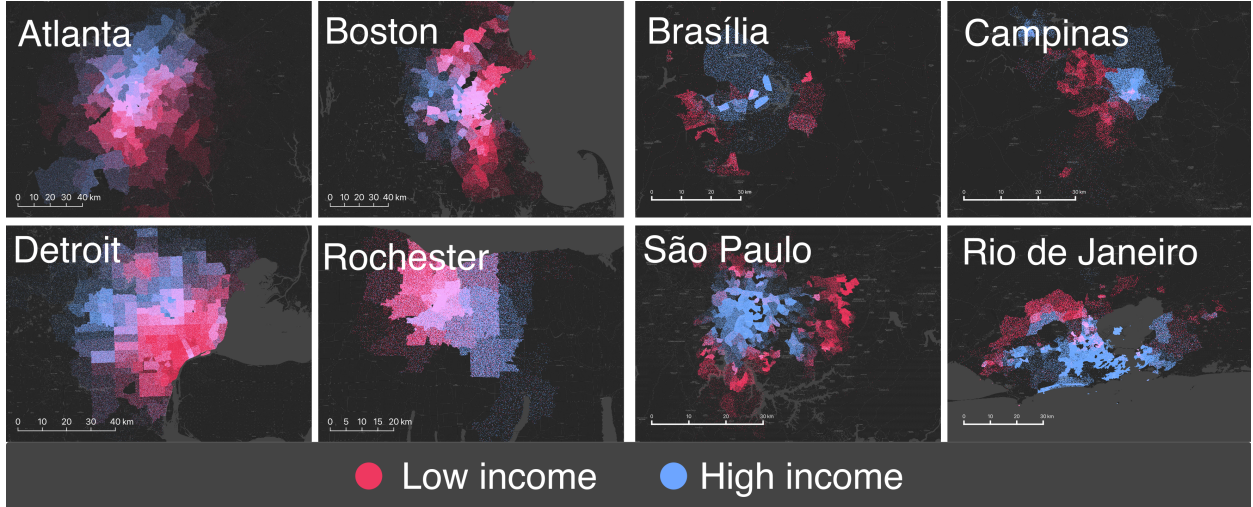 Atlanta
0 10 20 30 40 km
Boston
0 10 20 30 40 km
Brasília
0 10 20 30 km
Campinas
0 10 20 30 km
Detroit
0 10 20 30 40 km
Rochester
0 5 10 15 20 km
São Paulo
0 10 20 30 km
Rio de Janeiro
0 10 20 30 km
Low income
High income